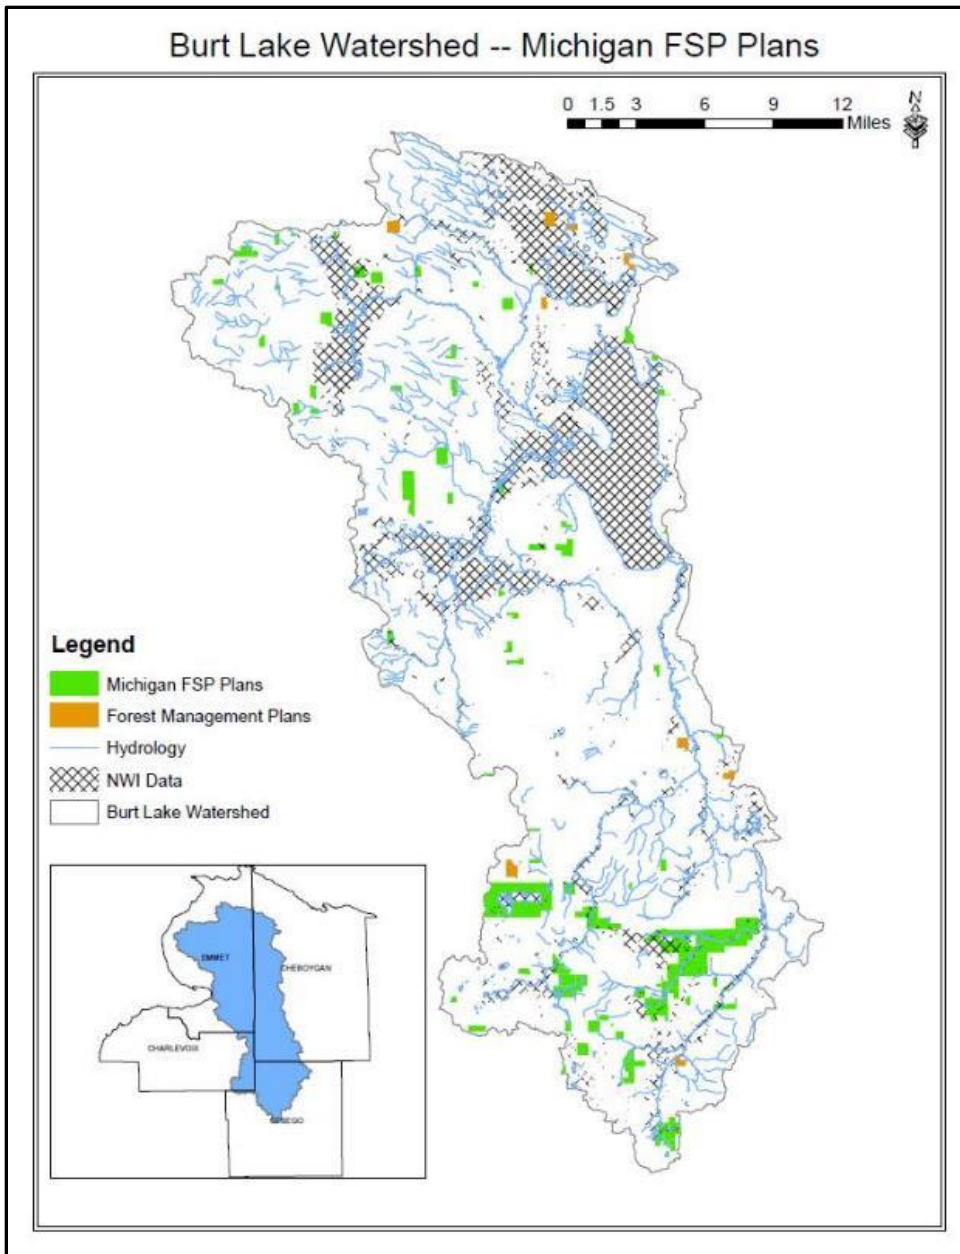 Burt Lake Watershed -- Michigan FSP Plans
0 1.5 3 6 9 12
Miles
N
Legend
Michigan FSP Plans
Forest Management Plans
Hydrology
NWI Data
Burt Lake Watershed
EMMET
CHEBOYGAN
CHARLEVOIX
OTSEGO